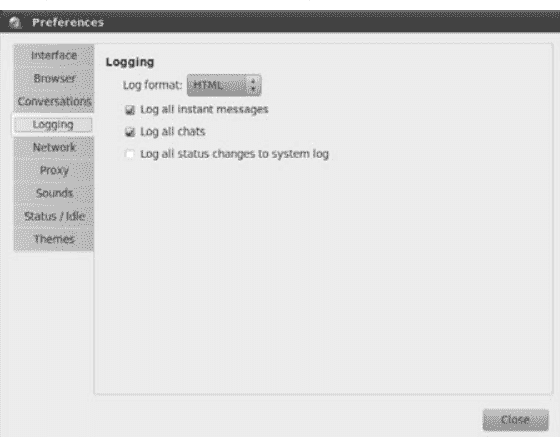 Preferences
Interface
Browser
Conversations
Logging
Network
Proxy
Sounds
Status / Idle
Themes
Logging
Log format: HTML
Log all instant messages
Log all chats
Log all status changes to system log
Close